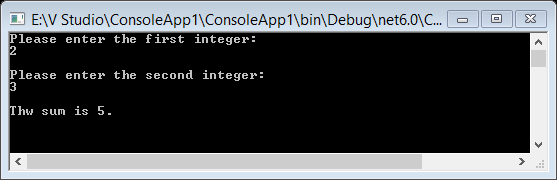 E:\V Studio\ConsoleApp1\ConsoleApp1\bin\Debug\net6.0\C...
Please enter the first integer:
2
Please enter the second integer:
3
Thw sum is 5.